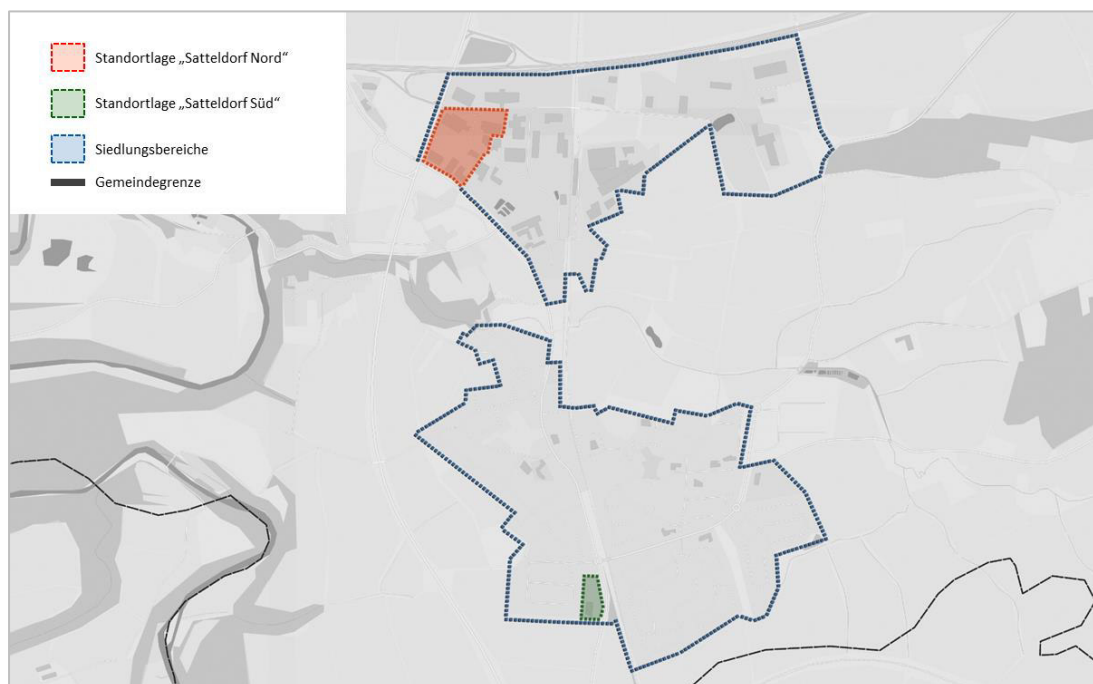 Standortlage „Satteldorf Nord“
Standortlage „Satteldorf Süd“
Siedlungsbereiche
Gemeindegrenze